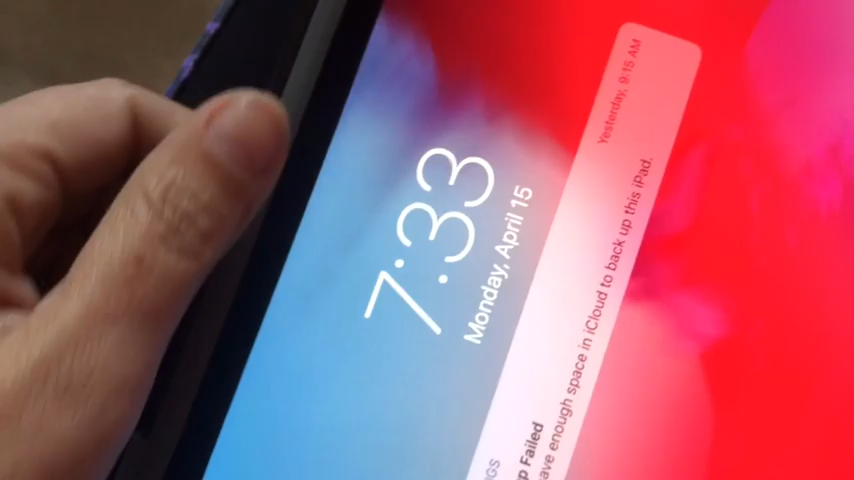 7:33
Monday, April 15
NGS
Yesterday, 9:15 AM
p Failed
ave enough space in iCloud to back up this iPad.